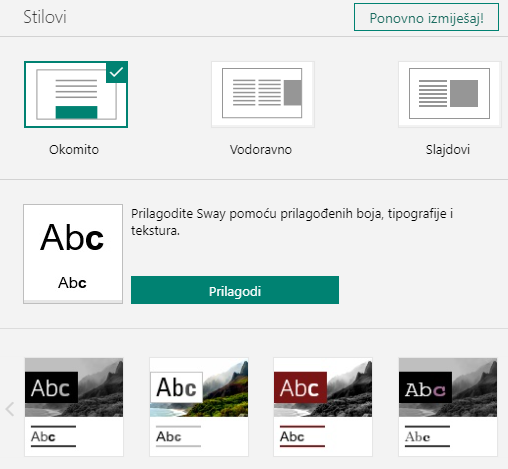 Stilovi
Ponovno izmiješaj!
Okomito
Vodoravno
Slajdovi
Abc
Abc
Prilagodite Sway pomoću prilagođenih boja, tipografije i
tekstura.
Prilagodi
Abc
Abc
Abc
Abc
Abc
Abc
Abc
Abc